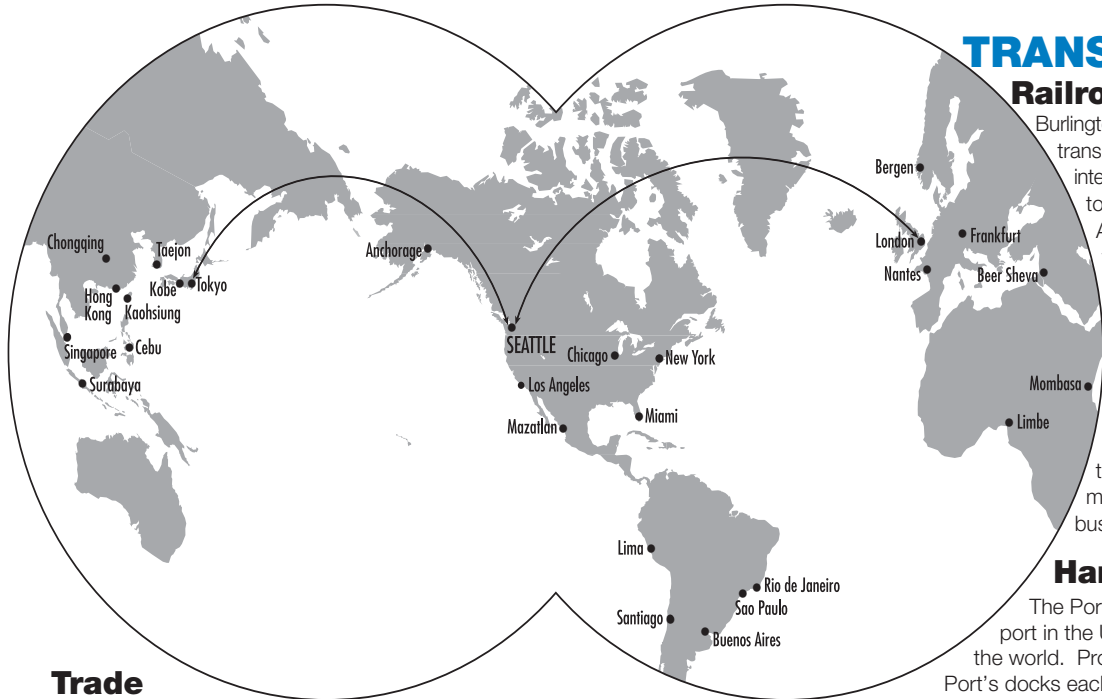 TRANS
Railro
Burlingt
trans
inte
to
A
Bergen
London
Frankfurt
Nantes
Beer Sheva
Mombasa
Limbe
Chongqing
Taejon
Kobe
Tokyo
Hong
Kong
Kaohsiung
Singapore
Cebu
Surabaya
Anchorage
SEATTLE
Chicago
New York
Los Angeles
Miami
Mazatlan
Lima
Rio de Janeiro
Sao Paulo
Santiago
Buenos Aires
t
m
bus
Har
The Por
port in the U
the world. Pro
Port's docks each
Trade